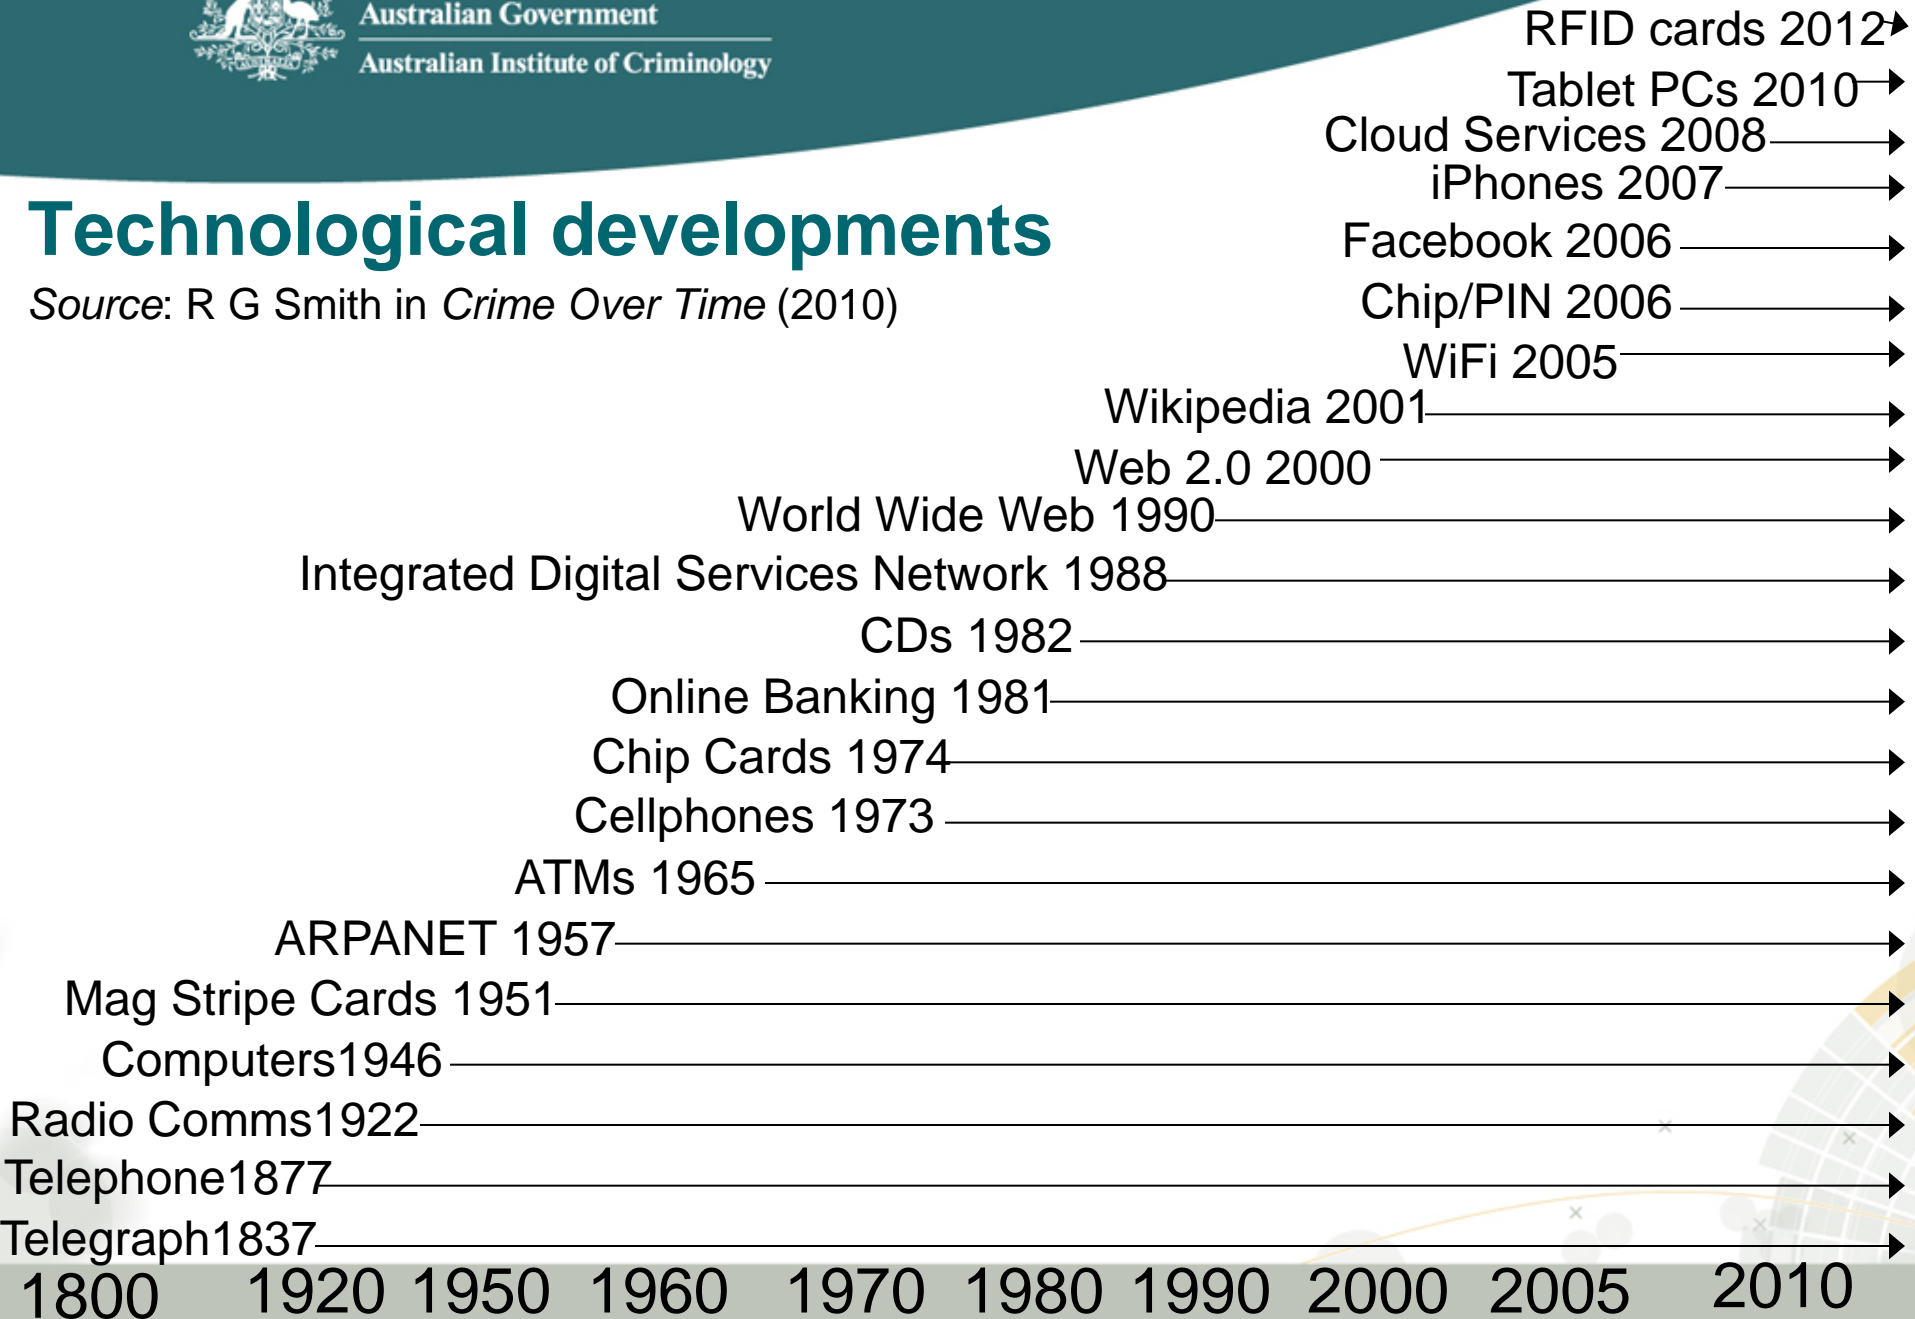 Australian Government
Australian Institute of Criminology
RFID cards 2012
Tablet PCs 2010
Cloud Services 2008
iPhones 2007
Technological developments
Facebook 2006
Source: R G Smith in Crime Over Time (2010)
Chip/PIN 2006
WiFi 2005
Wikipedia 2001
Web 2.0 2000
World Wide Web 1990
Integrated Digital Services Network 1988
CDs 1982
Online Banking 1981
Chip Cards 1974
Cellphones 1973
ATMs 1965
ARPANET 1957
Mag Stripe Cards 1951
Computers1946
Radio Comms1922
Telephone1877
Telegraph1837
1800 1920 1950 1960 1970 1980 1990 2000 2005 2010